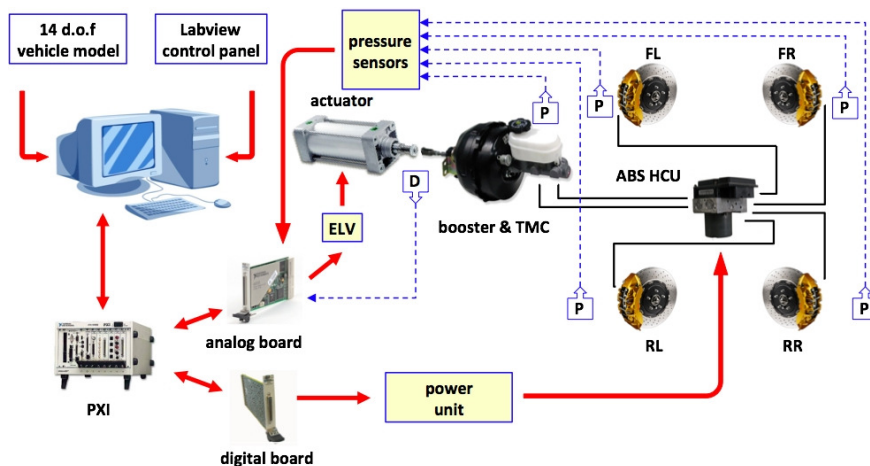 14 d.o.f
vehicle model
Labview
control panel
pressure
sensors
FL
FR
actuator
P
P
P
ABS HCU
D
ELV
booster & TMC
P
P
analog board
RL
RR
PXI
power
unit
digital board